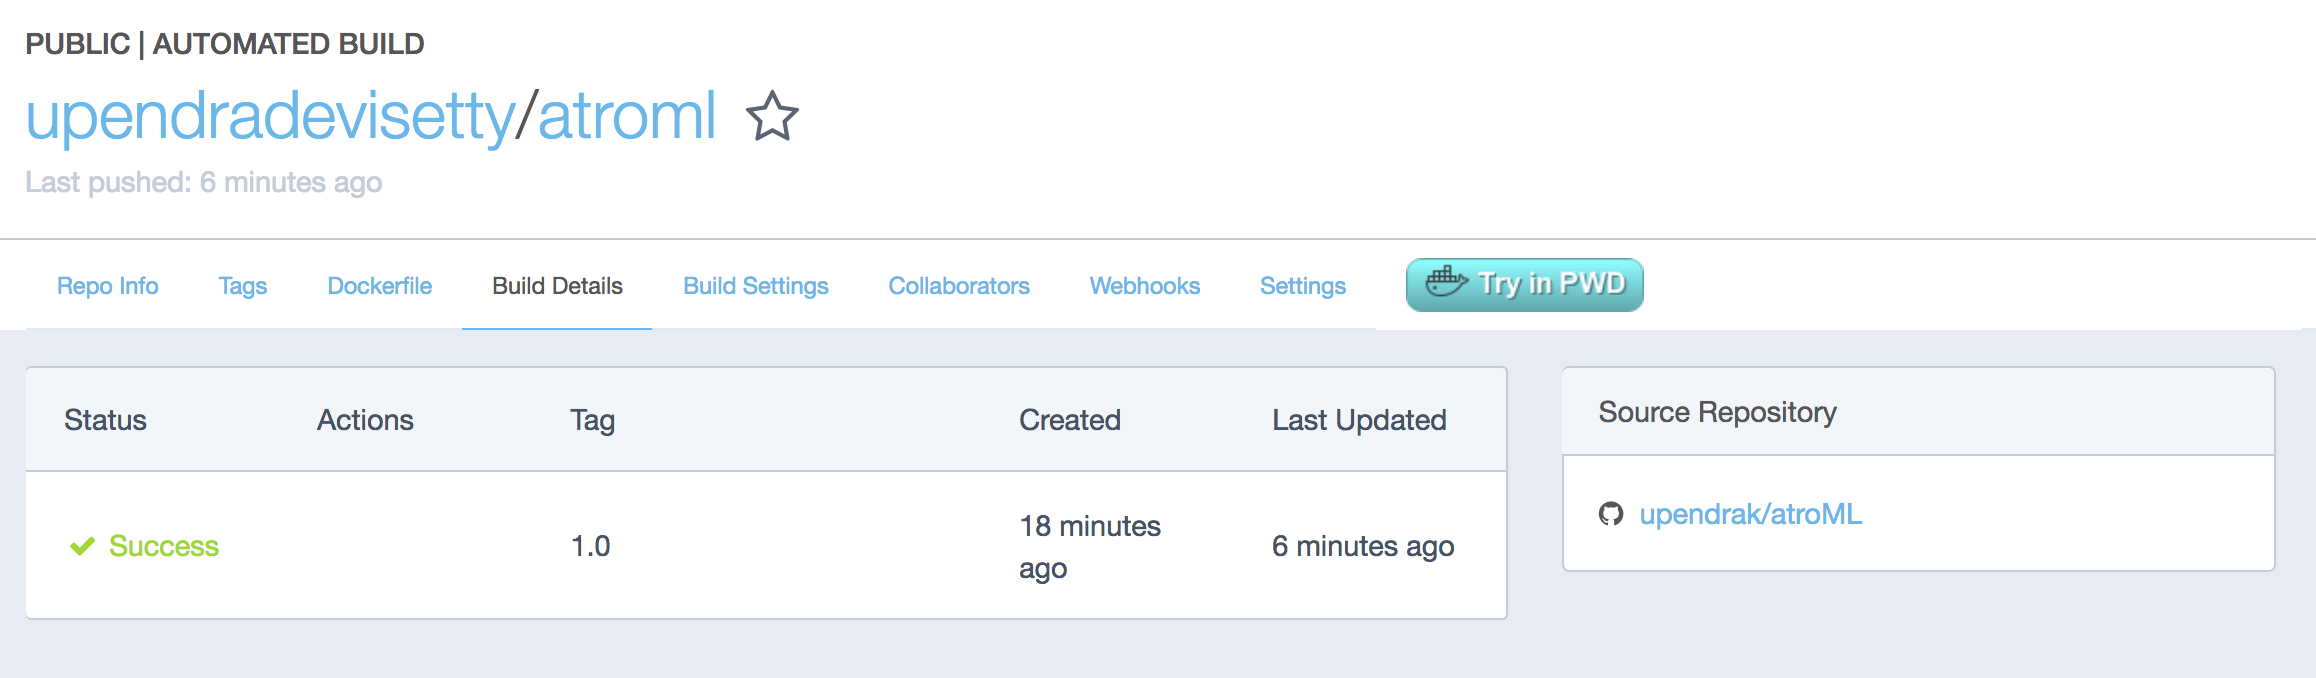 PUBLIC | AUTOMATED BUILD
upendradevisetty/atroml
Last pushed: 6 minutes ago
Repo Info Tags Dockerfile Build Details Build Settings Collaborators Webhooks Settings Try in PWD
Status Actions Tag Created Last Updated
Success 1.0 18 minutes ago 6 minutes ago
Source Repository
upendrak/atroML